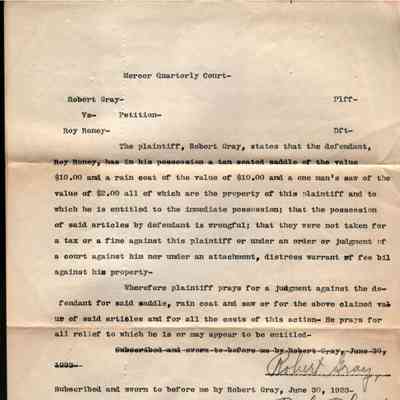 Mercer Quarterly Court-
Robert Gray- Plff-
Vs- Petition-
Roy Raney- Dft-
The plaintiff, Robert Gray, states that the defendant,
Roy Raney, has in his possession a tan seated saddle of the value
$10.00 and a rain coat of the value of $10.00 and a one man's saw of the
value of $2.00 all of which are the property of this plaintiff and to
which he is entitled to the immediate possession; that the possession
of said articles by defendant is wrongful; that they were not taken for
a tax or a fine against this plaintiff or under an order or judgment of
a court against him nor under an attachment, distress warrant of fee bil
against his property-
Wherefore plaintiff prays for a judgment against the de-
fendant for said saddle, rain coat and saw or for the above claimed val
ue of said articles and for all the costs of this action- He prays for
all relief to which he is or may appear to be entitled-
Subscribed and sworn to before me by Robert Gray, June 30,
1923-
Robert Gray,
Subscribed and sworn to before me by Robert Gray, June 30, 1923-